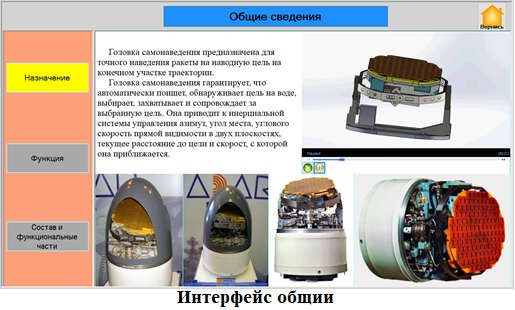 Общие сведения
Вернись
Назначение
Функция
Состав и
функциональные
части
Головка самонаведения предназначена для
точного наведения ракеты на наводную цель на
конечном участке траектории.
Головка самонаведения гарантирует, что
автоматически поищет, обнаруживает цель на воде,
выбирает, захватывает и сопровождает за
выбранную цель. Она приводит к инерциальной
системы управления азимут, угол места, углового
скорость прямой видимости в двух плоскостях,
текущее расстояние до цели и скорост, с которой
она приближается.
Paused
Интерфейс общии